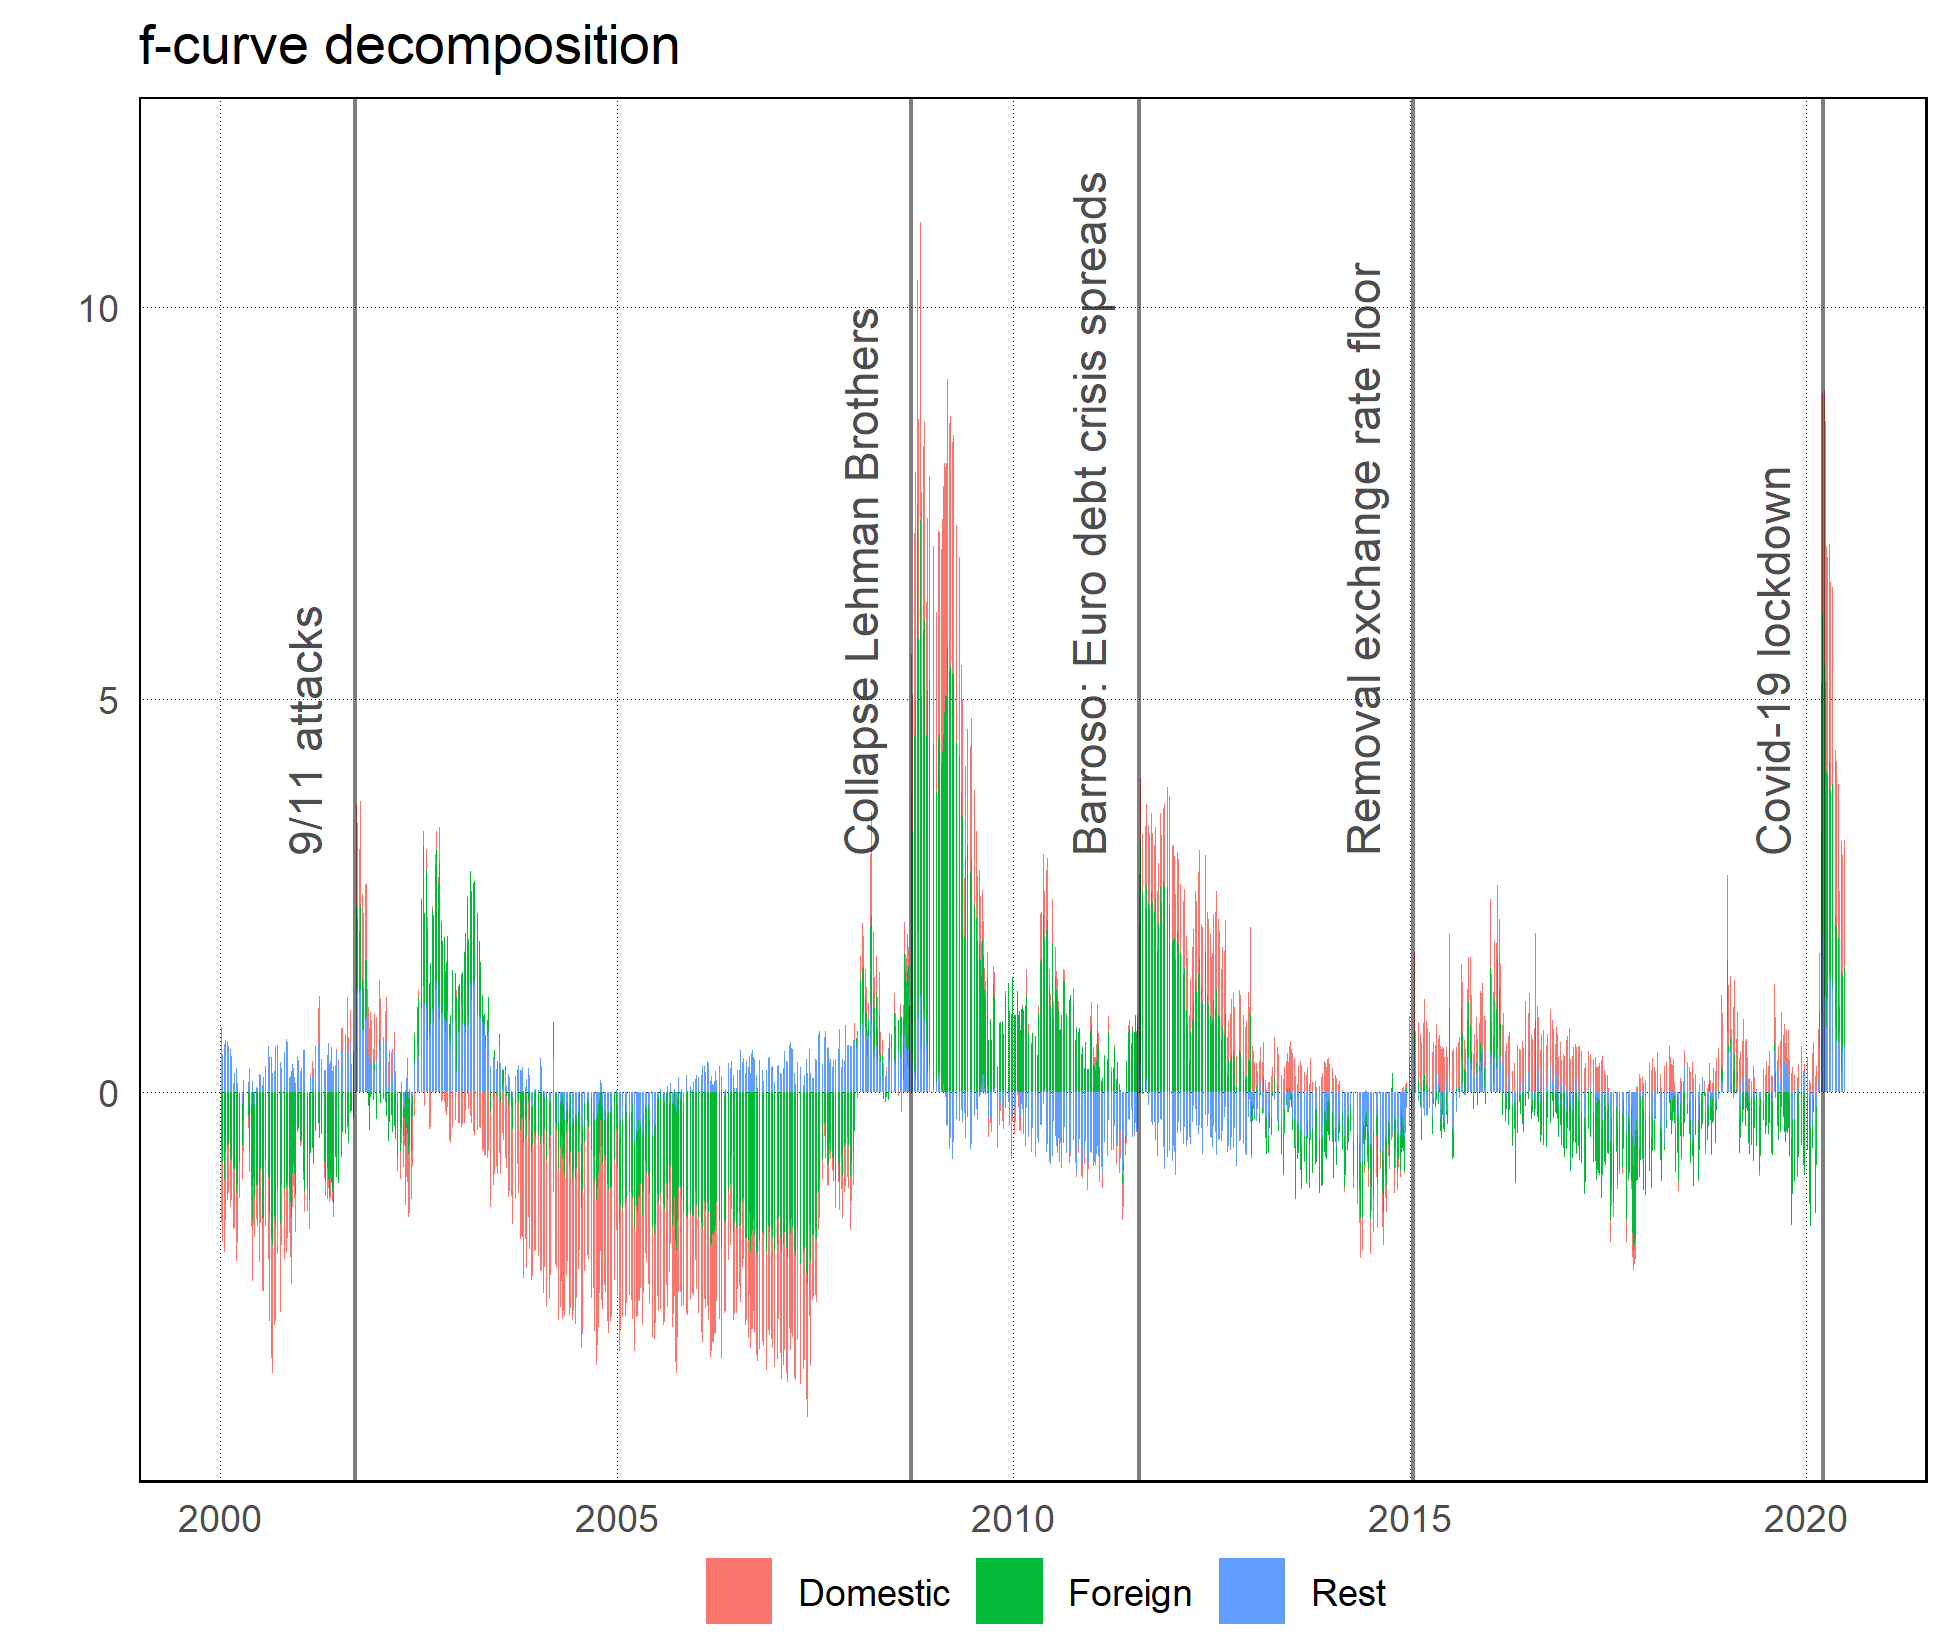 f-curve decomposition
10
5
0
9/11 attacks
Collapse Lehman Brothers
Barroso: Euro debt crisis spreads
Removal exchange rate floor
Covid-19 lockdown
2000 2005 2010 2015 2020
Domestic Foreign Rest